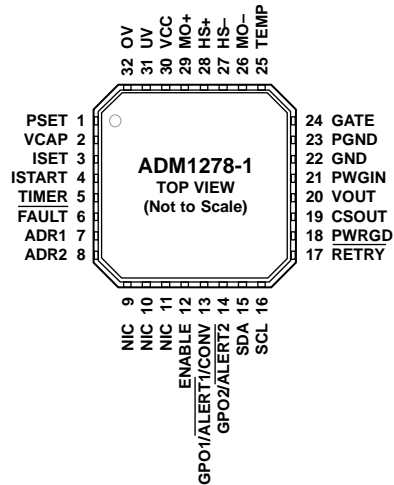 32 OV
31 UV
30 VCC
29 MO+
28 HS+
27 HS–
26 MO–
25 TEMP
PSET 1
VCAP 2
ISET 3
ISTART 4
TIMER 5
FAULT 6
ADR1 7
ADR2 8
ADM1278-1
TOP VIEW
(Not to Scale)
24 GATE
23 PGND
22 GND
21 PWGIN
20 VOUT
19 CSOUT
18 PWRGD
17 RETRY
NIC 9
NIC 10
NIC 11
ENABLE 12
GPO1/ALERT1/CONV 13
GPO2/ALERT2 14
SDA 15
SCL 16